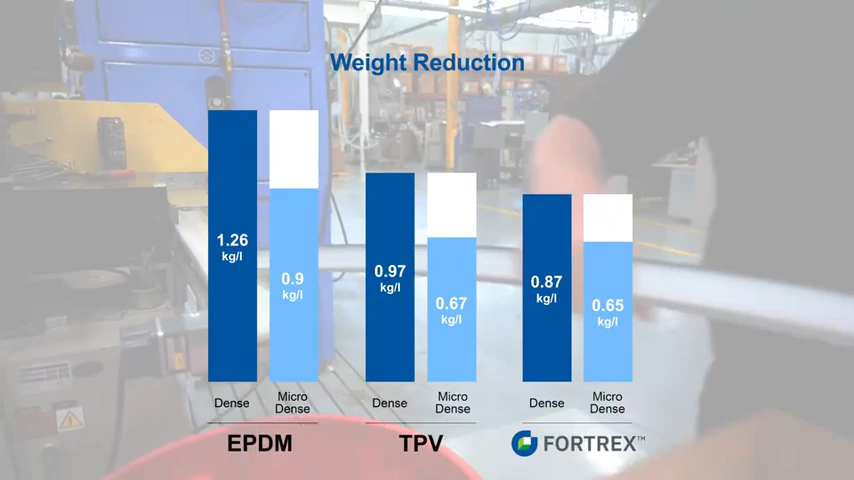 Weight Reduction
1.26
kg/l
0.9
kg/l
0.97
kg/l
0.67
kg/l
0.87
kg/l
0.65
kg/l
Dense
Micro
Dense
Dense
Micro
Dense
Dense
Micro
Dense
EPDM
TPV
FORTREX™